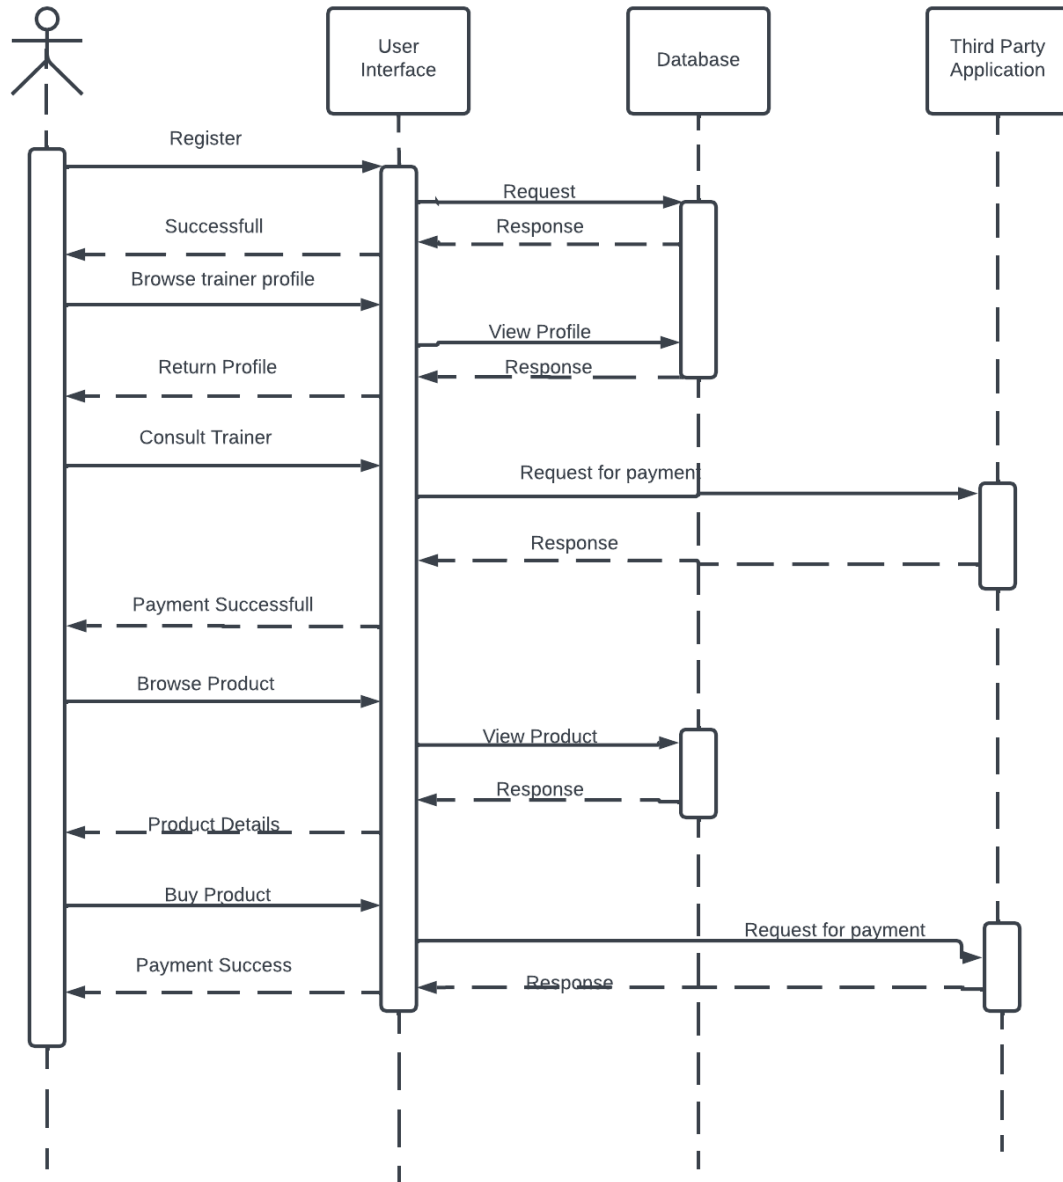 User
Interface
Database
Third Party
Application
Register
Request
Successfull
Response
Browse trainer profile
View Profile
Return Profile
Response
Consult Trainer
Request for payment
Response
Payment Successfull
Browse Product
View Product
Response
Product Details
Buy Product
Request for payment
Payment Success
Response